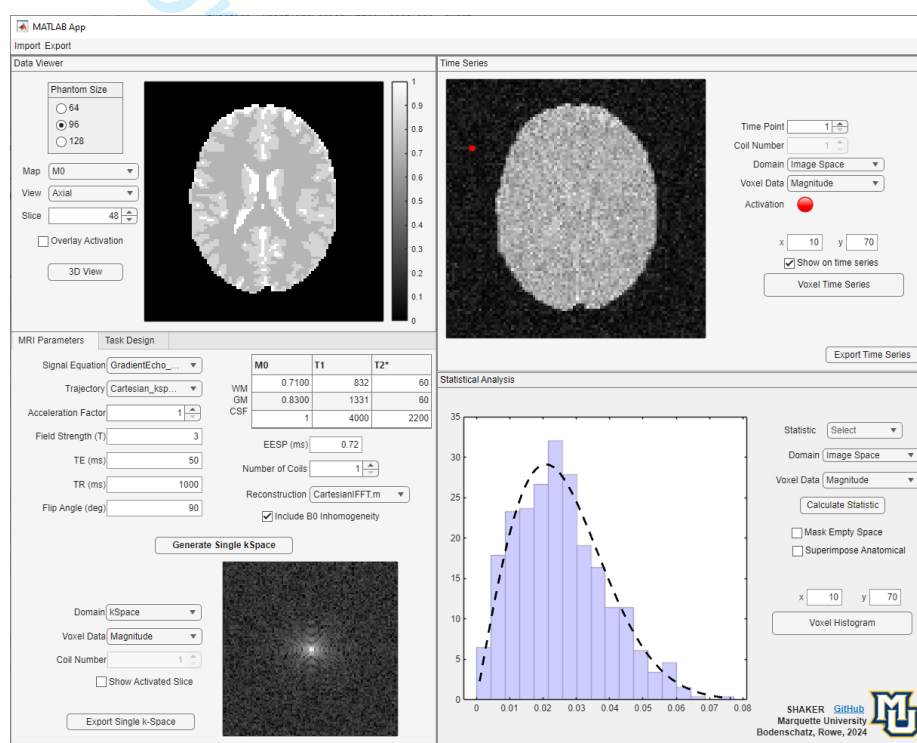 MATLAB App
Import Export
Data Viewer
Phantom Size
64
96
128
Map M0
View Axial
Slice 48
Overlay Activation
3D View
1
0.9
0.8
0.7
0.6
0.5
0.4
0.3
0.2
0.1
0
Time Series
Time Point 1
Coil Number 1
Domain Image Space
Voxel Data Magnitude
Activation
x 10 y 70
Show on time series
Voxel Time Series
Export Time Series
MRI Parameters Task Design
Signal Equation GradientEcho_...
Trajectory Cartesian_ksp...
Acceleration Factor 1
Field Strength (T) 3
TE (ms) 50
TR (ms) 1000
Flip Angle (deg) 90
M0 T1 T2*
WM 0.7100 832 60
GM 0.8300 1331 60
CSF 1 4000 2200
EESP (ms) 0.72
Number of Coils 1
Reconstruction CartesianIFFT.m
Include B0 Inhomogeneity
Generate Single kSpace
Domain kSpace
Voxel Data Magnitude
Coil Number 1
Show Activated Slice
Export Single k-Space
Statistical Analysis
35
30
25
20
15
10
5
0
0 0.01 0.02 0.03 0.04 0.05 0.06 0.07 0.08
Statistic Select
Domain Image Space
Voxel Data Magnitude
Calculate Statistic
Mask Empty Space
Superimpose Anatomical
x 10 y 70
Voxel Histogram
SHAKER GitHub
Marquette University
Bodenschatz, Rowe, 2024
MU